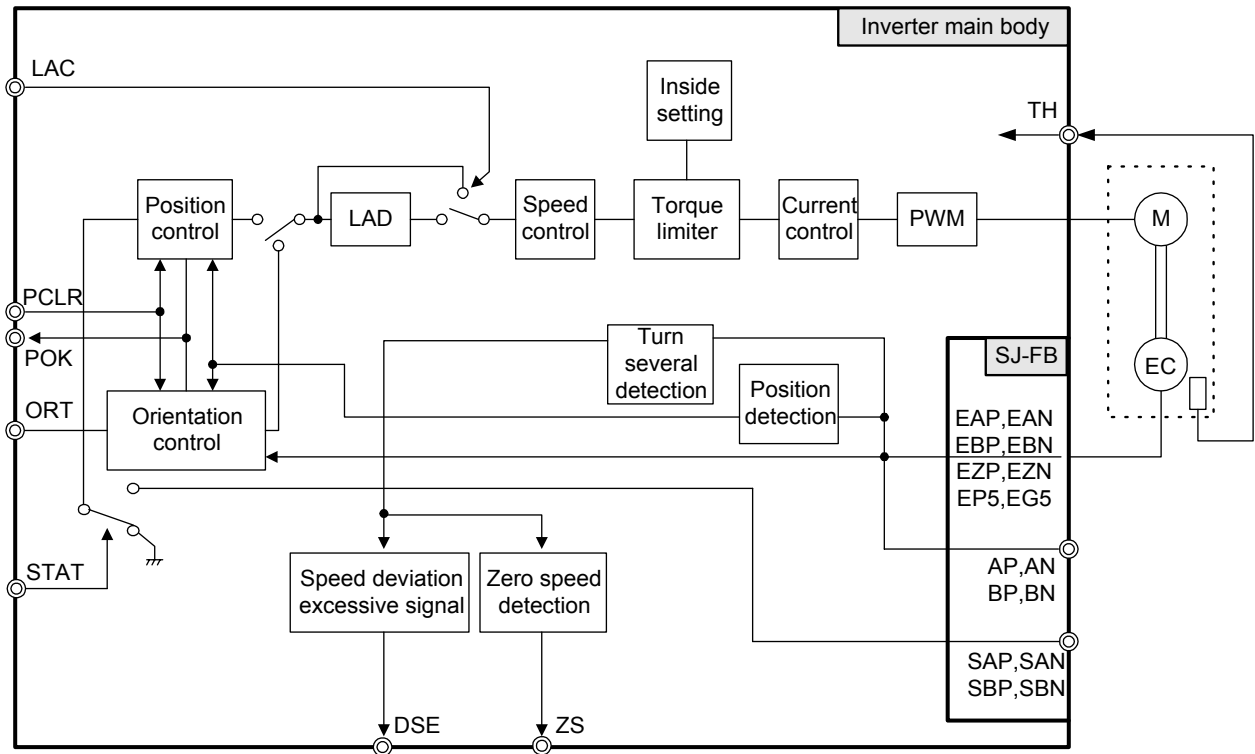 Inverter main body
LAC
Inside
setting
TH
Position
control
LAD
Speed
control
Torque
limiter
Current
control
PWM
M
PCLR
POK
Turn
several
detection
SJ-FB
EC
ORT
Orientation
control
Position
detection
EAP,EAN
EBP,EBN
EZP,EZN
EP5,EG5
STAT
Speed deviation
excessive signal
Zero speed
detection
AP,AN
BP,BN
SAP,SAN
SBP,SBN
DSE
ZS